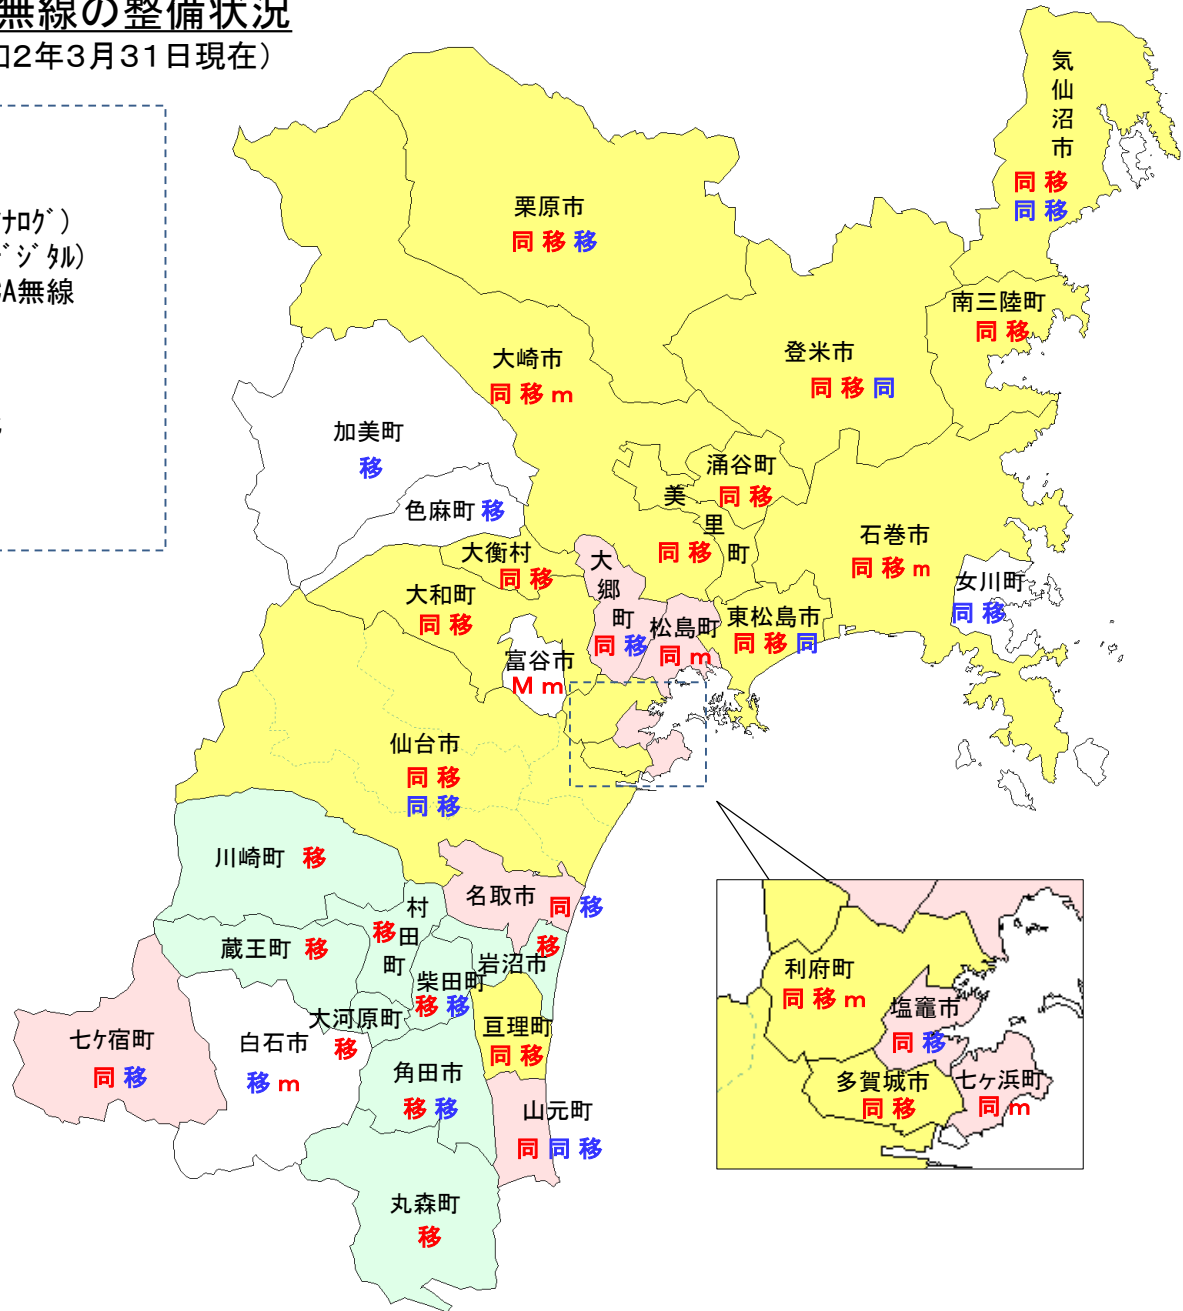 無線の整備状況
2年3月31日現在）
ﾅﾛｸﾞ）
ﾞｼﾞﾀﾙ）
A無線
気仙沼市
同 移
同 移
栗原市
同 移 移
南三陸町
同 移
大崎市
同 移 m
登米市
同 移 同
加美町
移
涌谷町
同 移
色麻町 移
美里町
同 移
石巻市
同 移 m
大衡村
同 移
大郷町
同 移
女川町
同 移
大和町
同 移
松島町
同 m
東松島市
同 移 同
富谷市
M m
仙台市
同 移
同 移
川崎町 移
名取市 同 移
村田町
移
蔵王町 移
岩沼市
移
柴田町
移 移
大河原町
移
亘理町
同 移
七ケ宿町
同 移
白石市
移 m
角田市
移 移
山元町
同 同 移
丸森町
移
利府町
同 移 m
塩竈市
同 移
多賀城市
同 移
七ヶ浜町
同 m